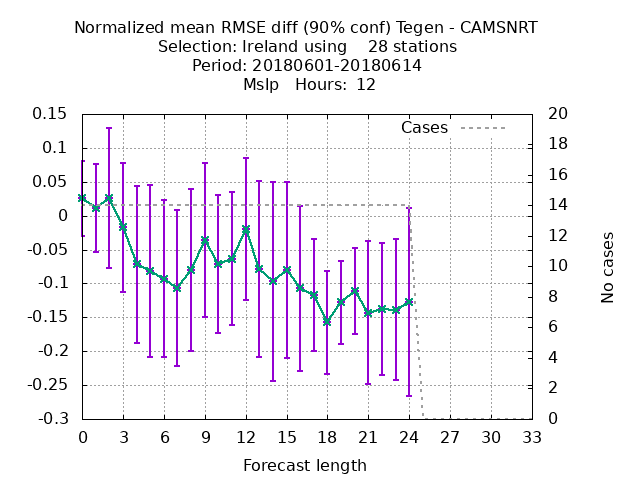 Normalized mean RMSE diff (90% conf) Tegen - CAMSNRT
Selection: Ireland using    28 stations
Period: 20180601-20180614
Mslp   Hours:  12
Cases
0.15
0.1
0.05
0
-0.05
-0.1
-0.15
-0.2
-0.25
-0.3
20
18
16
14
12
10
8
6
4
2
0
No cases
0 3 6 9 12 15 18 21 24 27 30 33
Forecast length